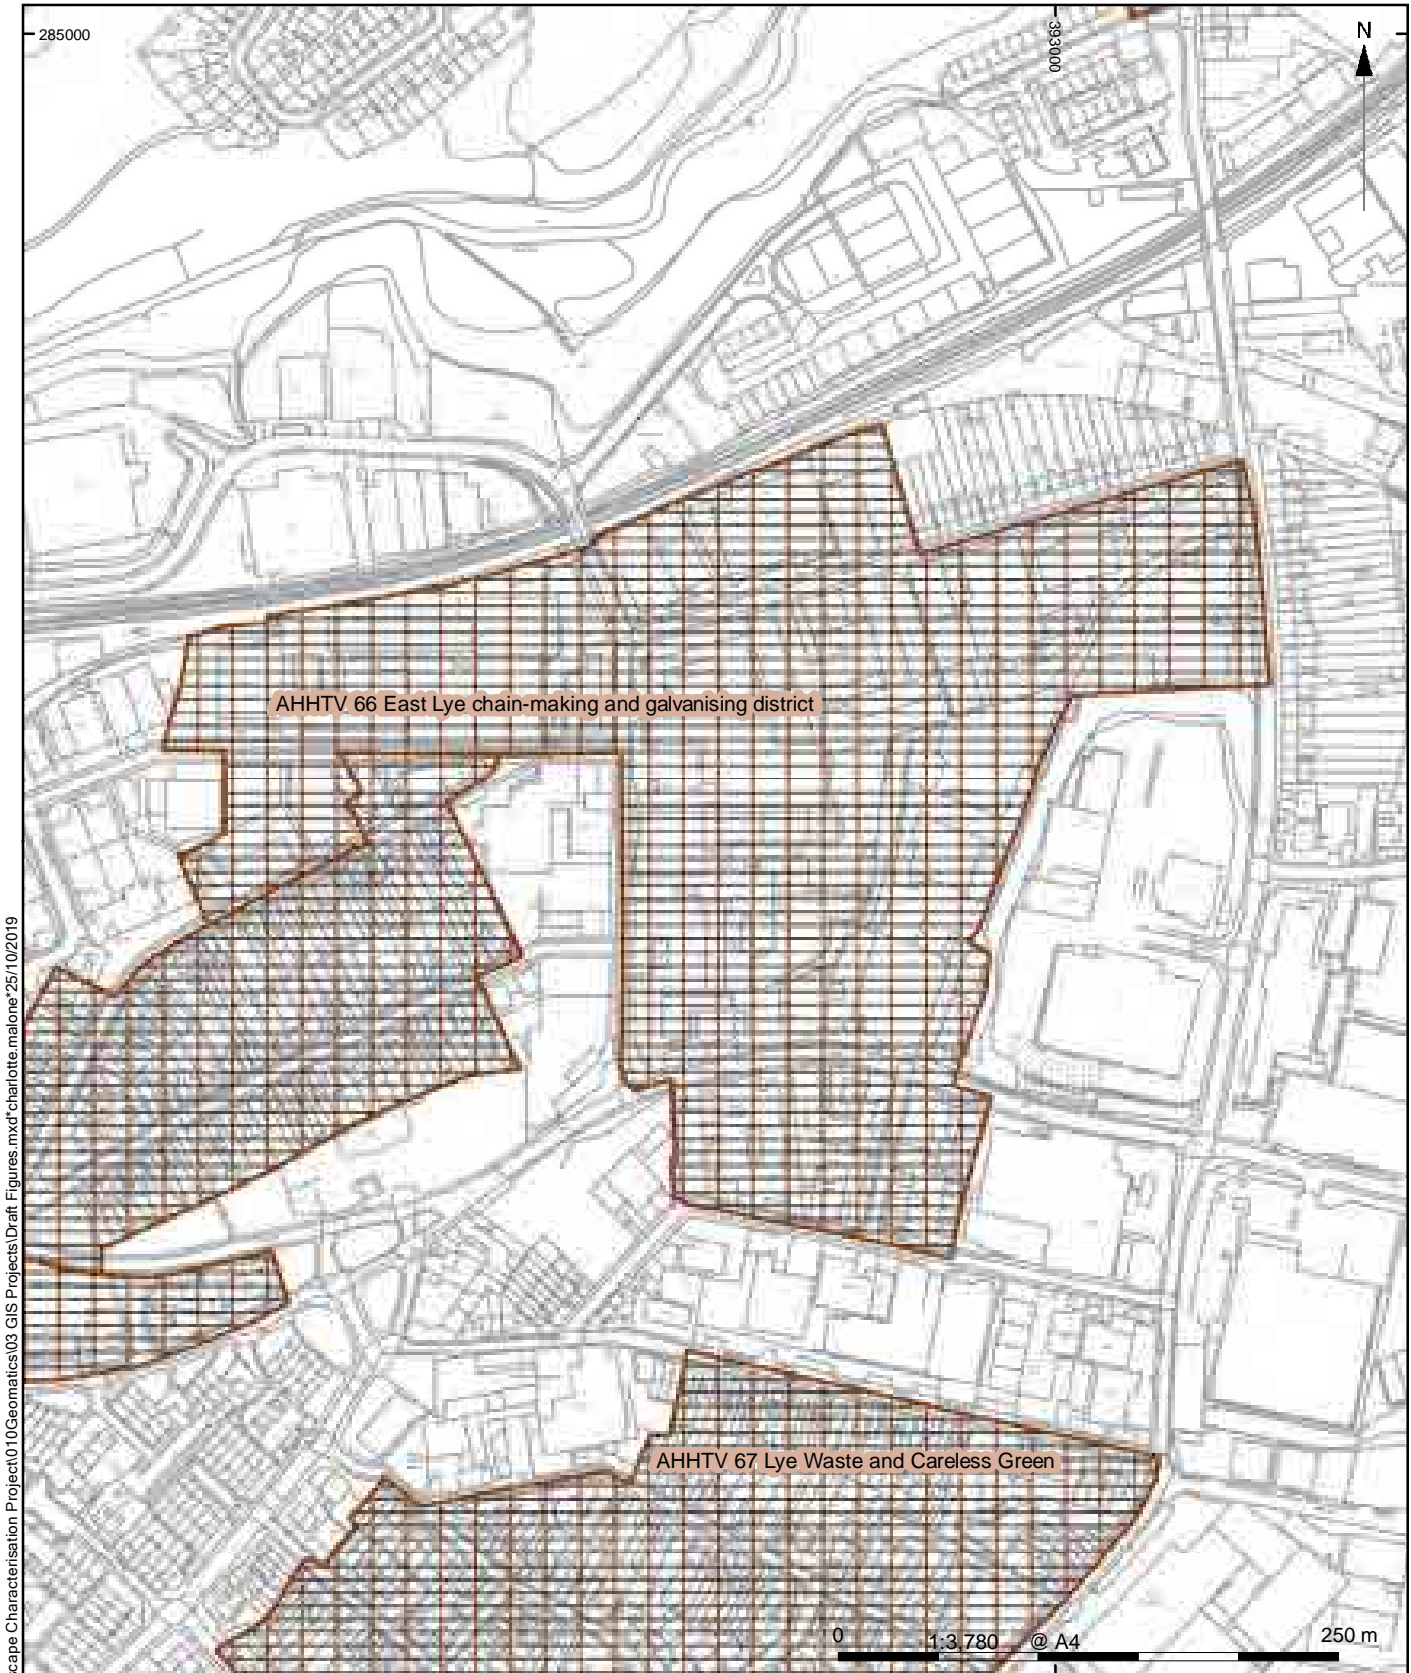 285000
393000
N
AHHTV 66 East Lye chain-making and galvanising district
AHHTV 67 Lye Waste and Careless Green
0 1:3,780 @ A4 250 m
cape Characterisation Project\010Geomatics\03 GIS Projects\Draft Figures.mxd*charlotte.malone*25/10/2019